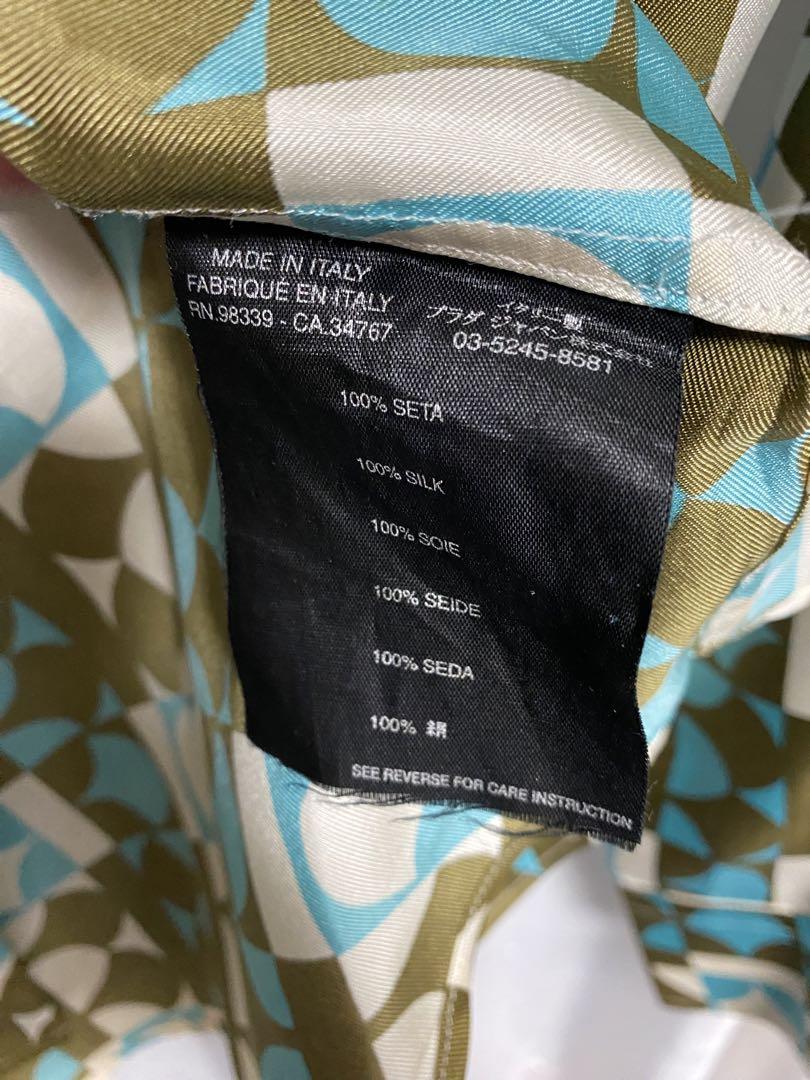 MADE IN ITALY
FABRIQUÉ EN ITALY
RN.98339 - CA.34767
イタリー製
プラダ ジャパン株式会社
03-5245-8581
100% SETA
100% SILK
100% SOIE
100% SEIDE
100% SEDA
100% 絹
SEE REVERSE FOR CARE INSTRUCTION